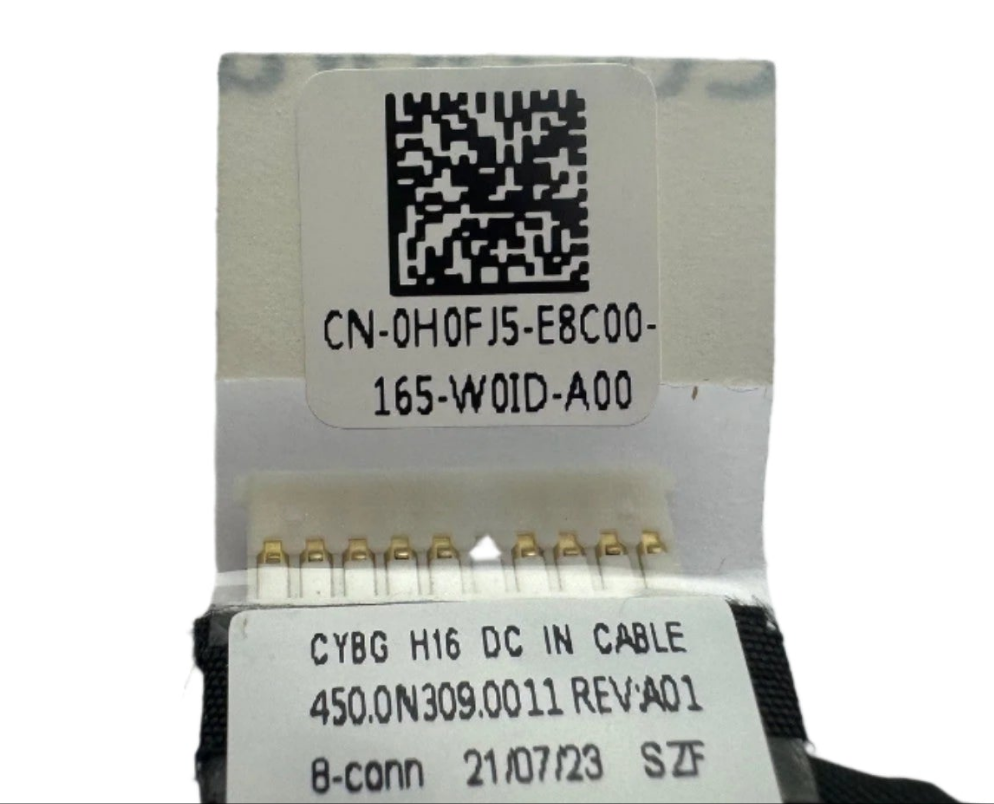 CN-0H0FJ5-E8C00-
165-W0ID-A00
CYBG H16 DC IN CABLE
450.0N309.0011 REV:A01
8-conn 21/07/23 SZF